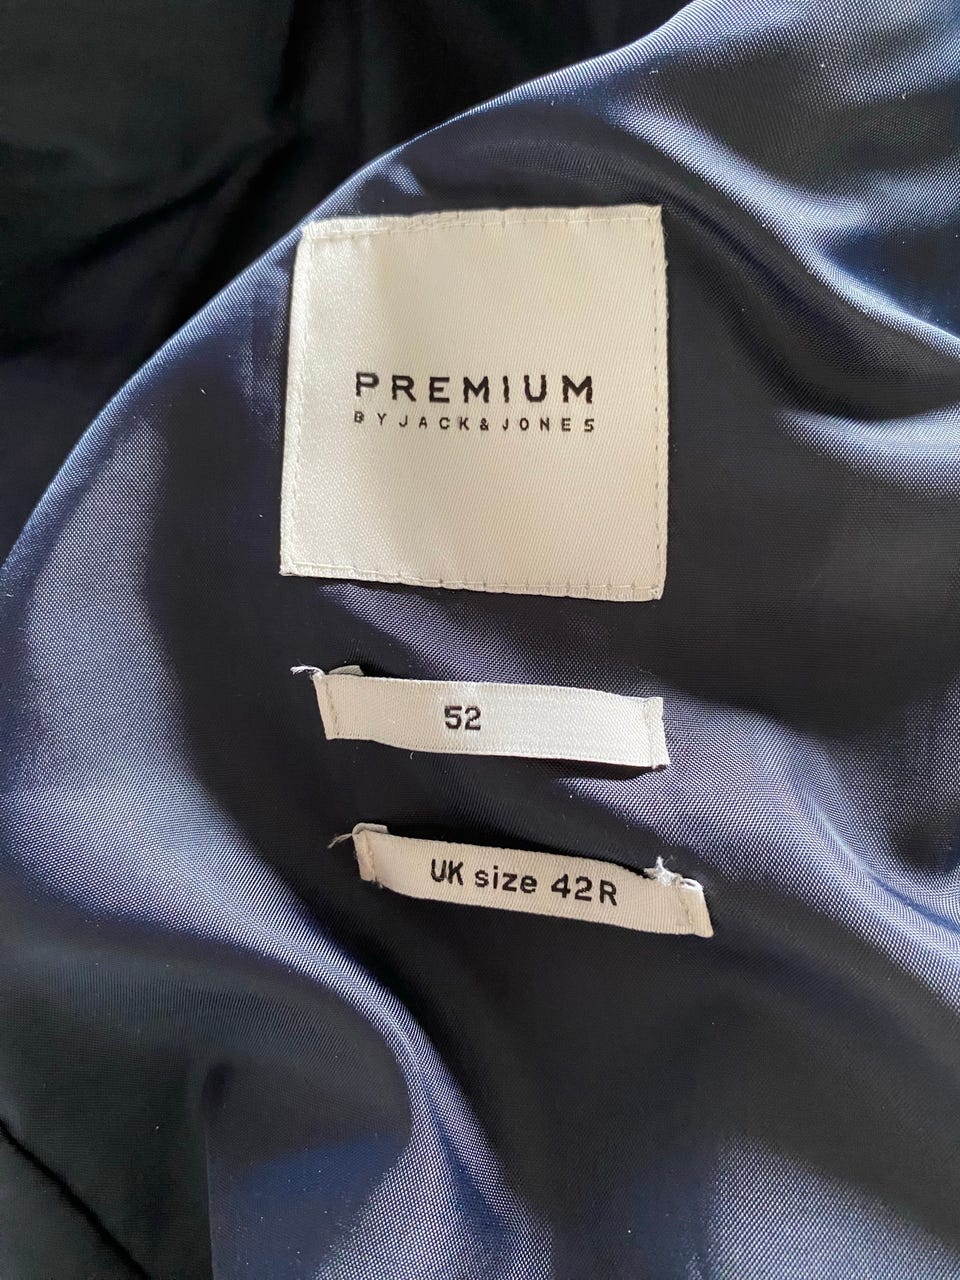 PREMIUM
BY JACK&JONES
52
UK size 42R